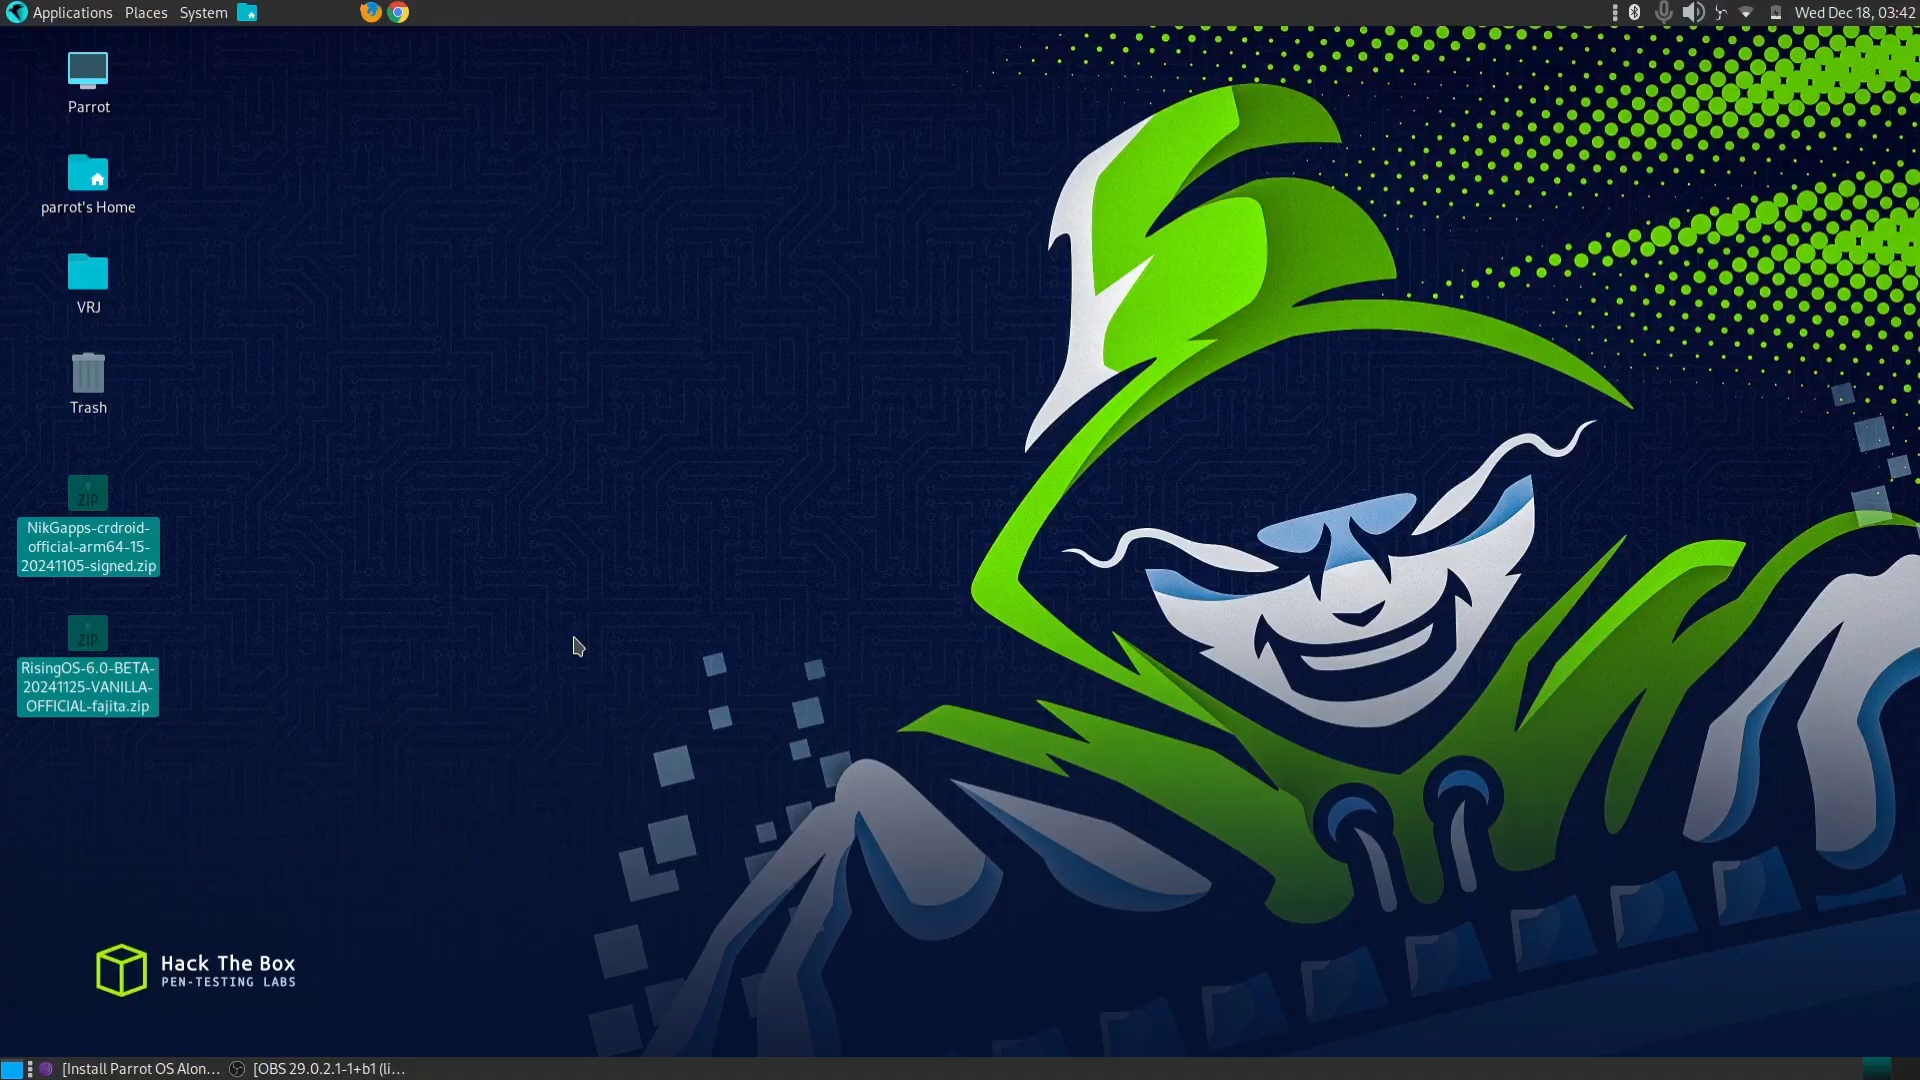 Applications Places System
Wed Dec 18, 03:42
Parrot
parrot's Home
VRJ
Trash
ZIP
NikGapps-crdroid-
official-arm64-15-
20241105-signed.zip
ZIP
RisingOS-6.0-BETA-
20241125-VANILLA-
OFFICIAL-fajita.zip
Hack The Box
PEN-TESTING LABS
[Install Parrot OS Alon... [OBS 29.0.2.1-1+b1 (li...